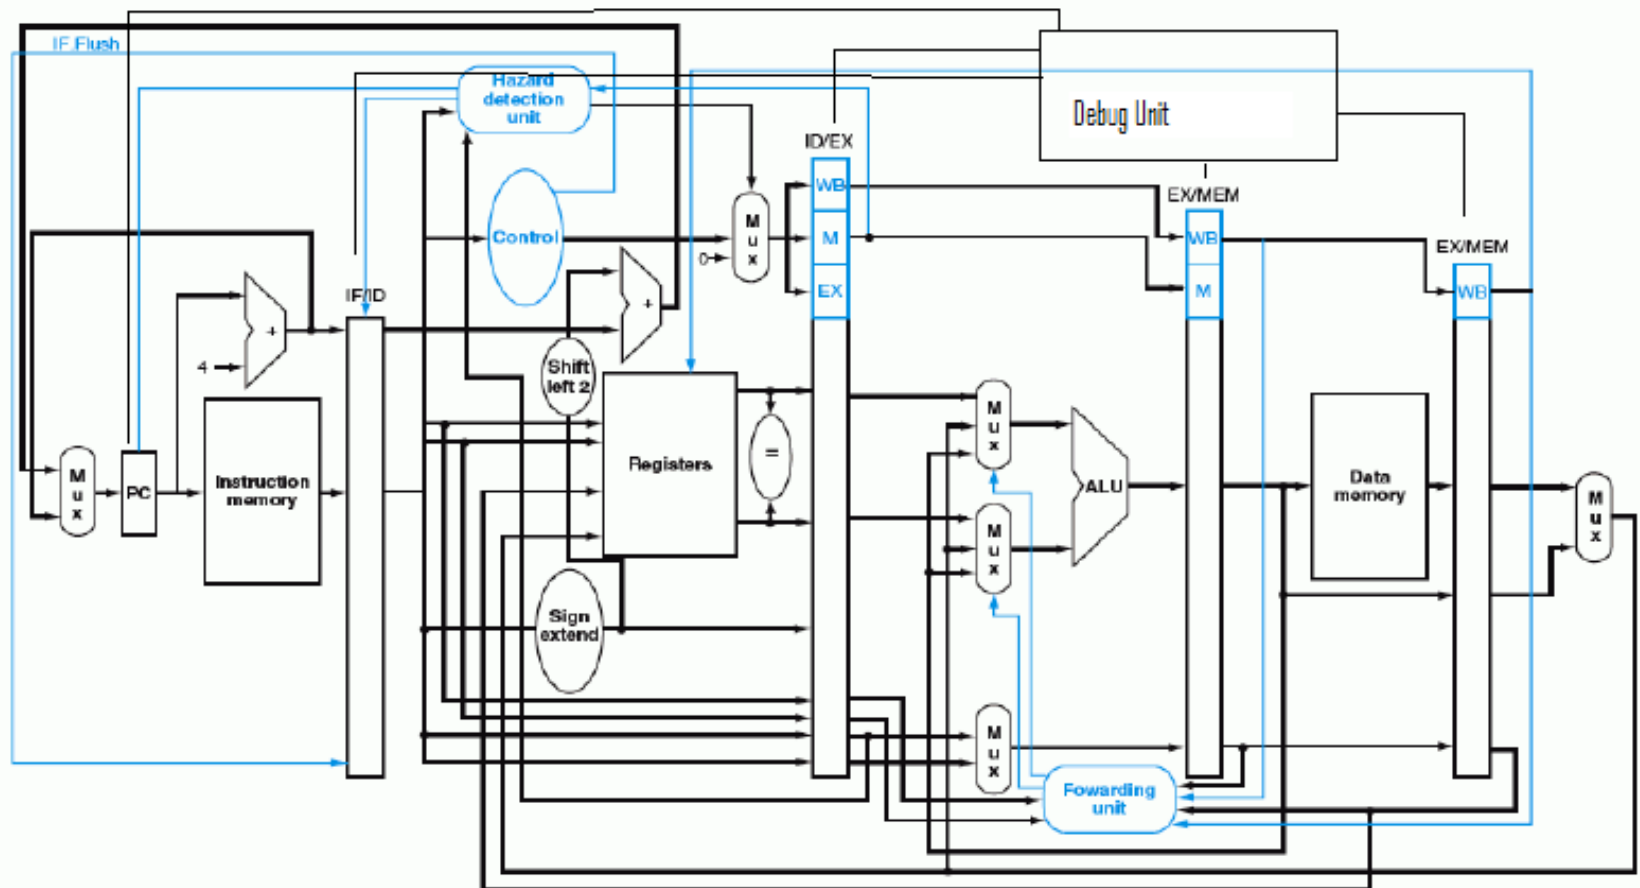 IF.Flush
Hazard
detection
unit
Debug Unit
ID/EX
WB
M
EX
Control
M
u
x
0
EX/MEM
WB
M
EX/MEM
WB
IF/ID
+
+
4
Shift
left 2
M
u
x
PC
Instruction
memory
Registers
=
M
u
x
M
u
x
ALU
Data
memory
M
u
x
Sign
extend
M
u
x
Fowarding
unit